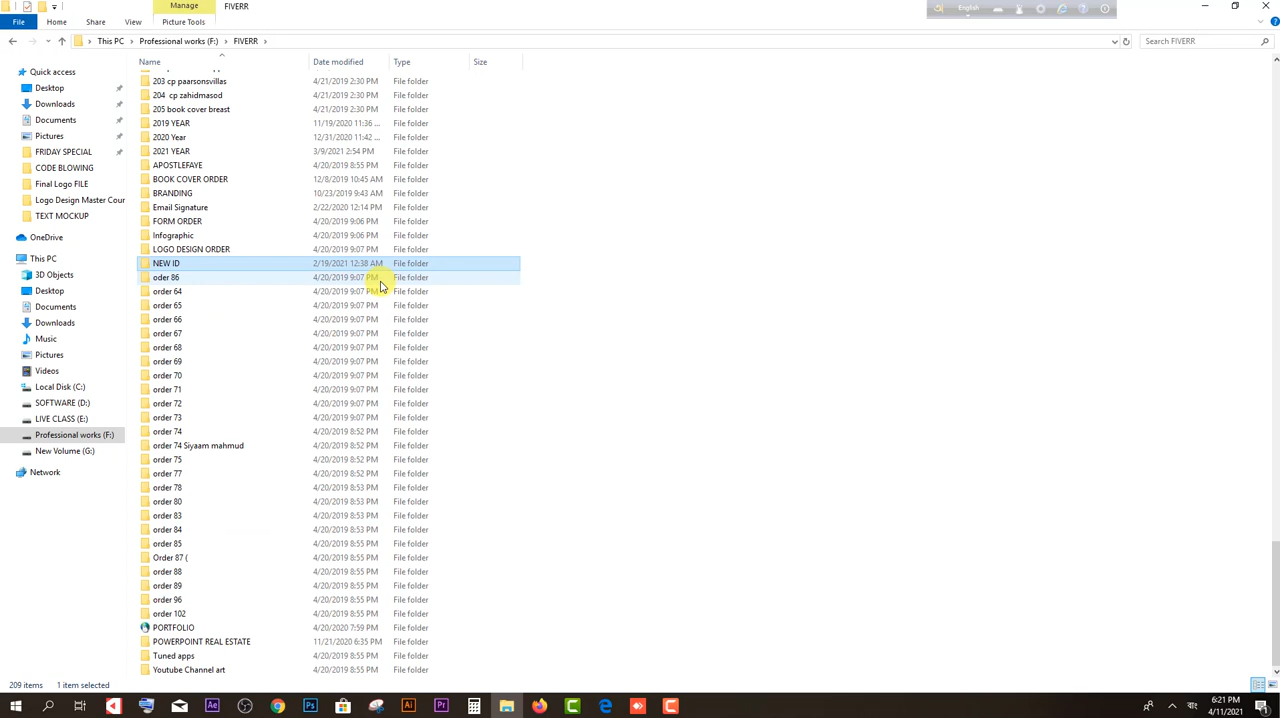 Manage
FIVERR
English
File
Home
Share
View
Picture Tools
This PC
Professional works (F:)
FIVERR
Search FIVERR
Name
Date modified
Type
Size
Quick access
Desktop
Downloads
Documents
Pictures
FRIDAY SPECIAL
CODE BLOWING
Final Logo FILE
Logo Design Master Cour
TEXT MOCKUP
OneDrive
This PC
3D Objects
Desktop
Documents
Downloads
Music
Pictures
Videos
Local Disk (C:)
SOFTWARE (D:)
LIVE CLASS (E:)
Professional works (F:)
New Volume (G:)
Network
203 cp paarsonsvillas 4/21/2019 2:30 PM File folder
204 cp zahidmasod 4/21/2019 2:30 PM File folder
205 book cover breast 4/21/2019 2:30 PM File folder
2019 YEAR 11/19/2020 11:36 ... File folder
2020 Year 12/31/2020 11:42 ... File folder
2021 YEAR 3/9/2021 2:54 PM File folder
APOSTLEFAYE 4/20/2019 8:55 PM File folder
BOOK COVER ORDER 12/8/2019 10:45 AM File folder
BRANDING 10/23/2019 9:43 AM File folder
Email Signature 2/22/2020 12:14 PM File folder
FORM ORDER 4/20/2019 9:06 PM File folder
Infographic 4/20/2019 9:06 PM File folder
LOGO DESIGN ORDER 4/20/2019 9:07 PM File folder
NEW ID 2/19/2021 12:38 AM File folder
oder 86 4/20/2019 9:07 PM File folder
order 64 4/20/2019 9:07 PM File folder
order 65 4/20/2019 9:07 PM File folder
order 66 4/20/2019 9:07 PM File folder
order 67 4/20/2019 9:07 PM File folder
order 68 4/20/2019 9:07 PM File folder
order 69 4/20/2019 9:07 PM File folder
order 70 4/20/2019 9:07 PM File folder
order 71 4/20/2019 9:07 PM File folder
order 72 4/20/2019 9:07 PM File folder
order 73 4/20/2019 9:07 PM File folder
order 74 4/20/2019 8:52 PM File folder
order 74 Siyaam mahmud 4/20/2019 8:52 PM File folder
order 75 4/20/2019 8:52 PM File folder
order 77 4/20/2019 8:52 PM File folder
order 78 4/20/2019 8:53 PM File folder
order 80 4/20/2019 8:53 PM File folder
order 83 4/20/2019 8:53 PM File folder
order 84 4/20/2019 8:53 PM File folder
order 85 4/20/2019 8:55 PM File folder
Order 87 ( 4/20/2019 8:55 PM File folder
order 88 4/20/2019 8:55 PM File folder
order 89 4/20/2019 8:55 PM File folder
order 96 4/20/2019 8:55 PM File folder
order 102 4/20/2019 8:55 PM File folder
PORTFOLIO 4/20/2020 7:59 PM File folder
POWERPOINT REAL ESTATE 11/21/2020 6:35 PM File folder
Tuned apps 4/20/2019 8:55 PM File folder
Youtube Channel art 4/20/2019 8:55 PM File folder
209 items 1 item selected
6:21 PM
4/11/2021